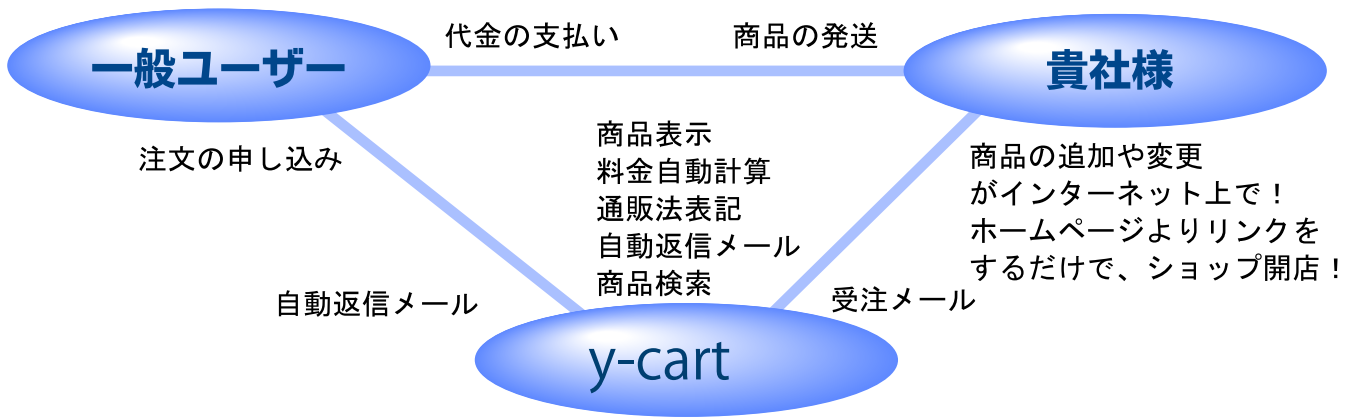 一般ユーザー
代金の支払い
商品の発送
貴社様
注文の申し込み
商品表示
料金自動計算
通販法表記
自動返信メール
商品検索
商品の追加や変更
がインターネット上で！
ホームページよりリンクを
するだけで、ショップ開店！
自動返信メール
受注メール
y-cart